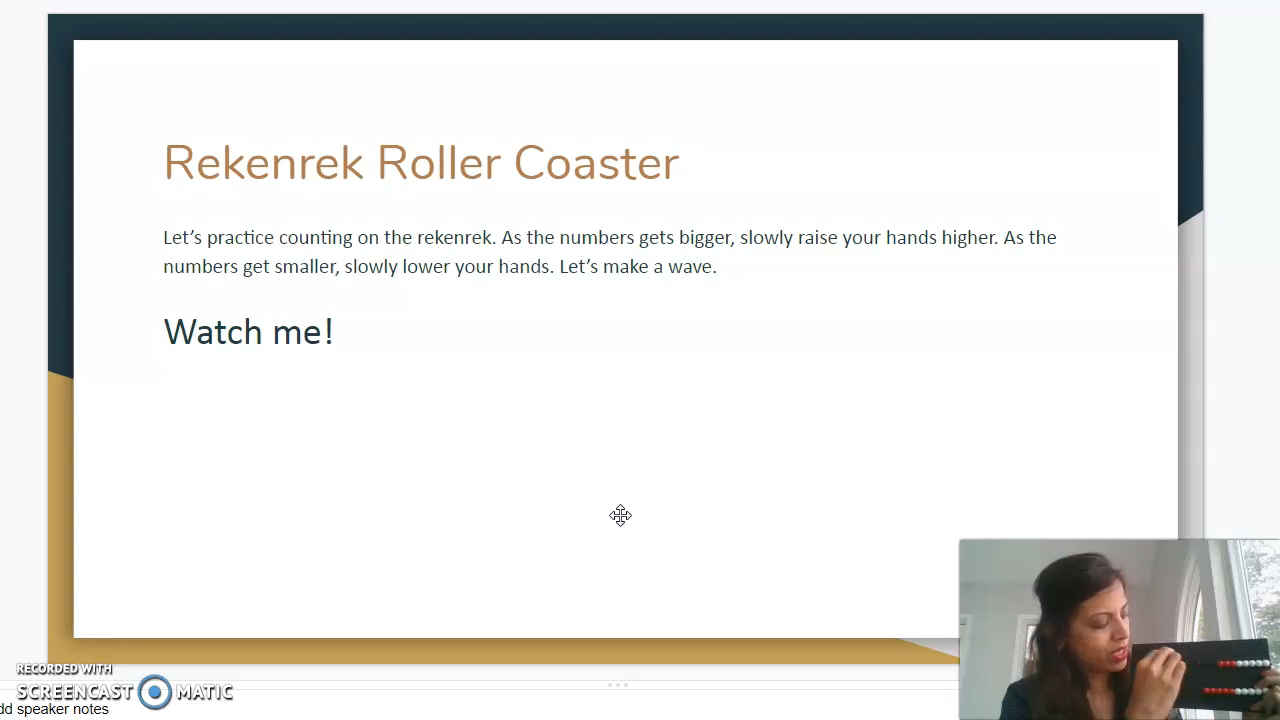 Rekenrek Roller Coaster
Let’s practice counting on the rekenrek. As the numbers gets bigger, slowly raise your hands higher. As the
numbers get smaller, slowly lower your hands. Let’s make a wave.
Watch me!
RECORDED WITH
SCREENCAST MATIC
dd speaker notes